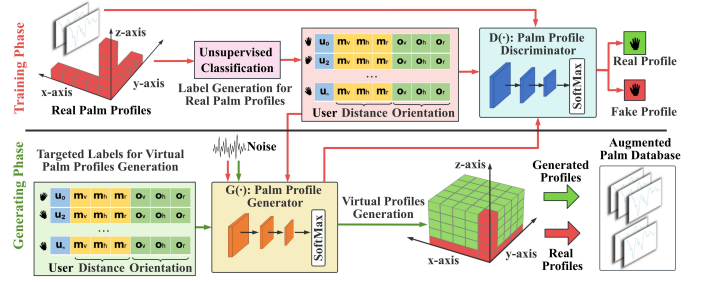 Training Phase
z-axis
y-axis
x-axis
Real Palm Profiles
Unsupervised
Classification
Label Generation for
Real Palm Profiles
u₀ mᵥ mₕ mᵣ oᵥ oₕ oᵣ
u₂ mᵥ mₕ mᵣ oᵥ oₕ oᵣ
...
mᵥ mₕ mᵣ oᵥ oₕ oᵣ
User Distance Orientation
D(·): Palm Profile
Discriminator
SoftMax
Real Profile
Fake Profile
Generating Phase
Targeted Labels for Virtual
Palm Profiles Generation
u₀ mᵥ mₕ mᵣ oᵥ oₕ oᵣ
u₂ mᵥ mₕ mᵣ oᵥ oₕ oᵣ
...
mᵥ mₕ mᵣ oᵥ oₕ oᵣ
User Distance Orientation
Noise
G(·): Palm Profile
Generator
SoftMax
Virtual Profiles
Generation
z-axis
x-axis
y-axis
Generated
Profiles
Real
Profiles
Augmented
Palm Database